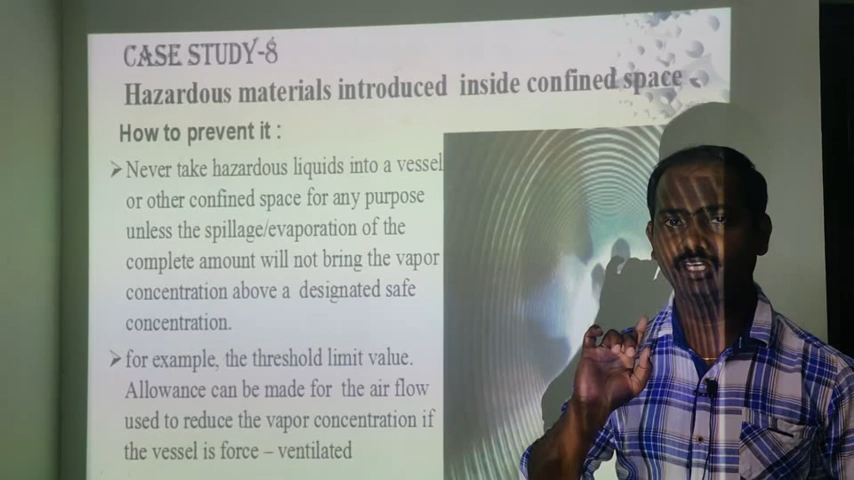 CASE STUDY-8
Hazardous materials introduced inside confined space
How to prevent it :
➢Never take hazardous liquids into a vessel
or other confined space for any purpose
unless the spillage/evaporation of the
complete amount will not bring the vapor
concentration above a designated safe
concentration.
➢for example, the threshold limit value.
Allowance can be made for the air flow
used to reduce the vapor concentration if
the vessel is force – ventilated